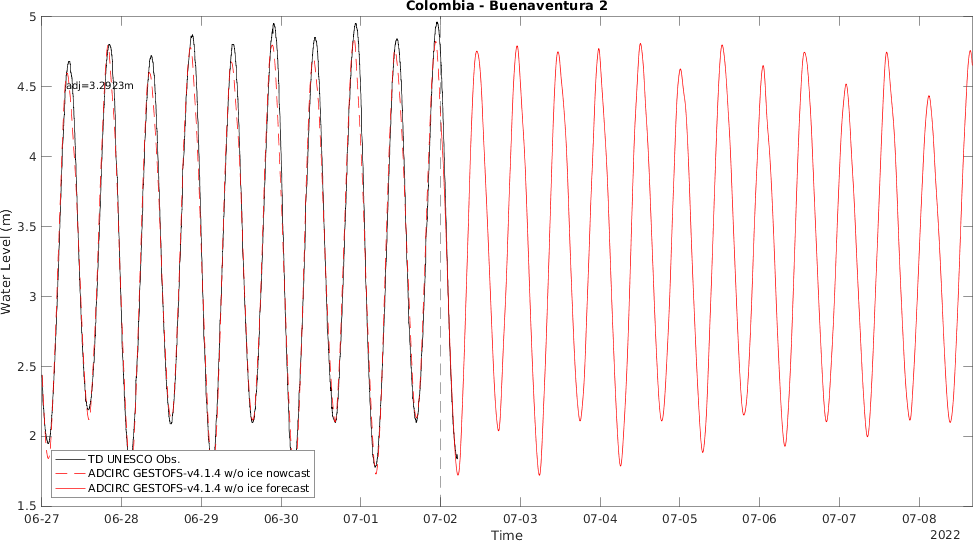 Colombia - Buenaventura 2
5
4.5
4
3.5
3
2.5
2
1.5
Water Level (m)
adj=3.2923m
TD UNESCO Obs.
ADCIRC GESTOFS-v4.1.4 w/o ice nowcast
ADCIRC GESTOFS-v4.1.4 w/o ice forecast
06-27 06-28 06-29 06-30 07-01 07-02 07-03 07-04 07-05 07-06 07-07 07-08
Time
2022